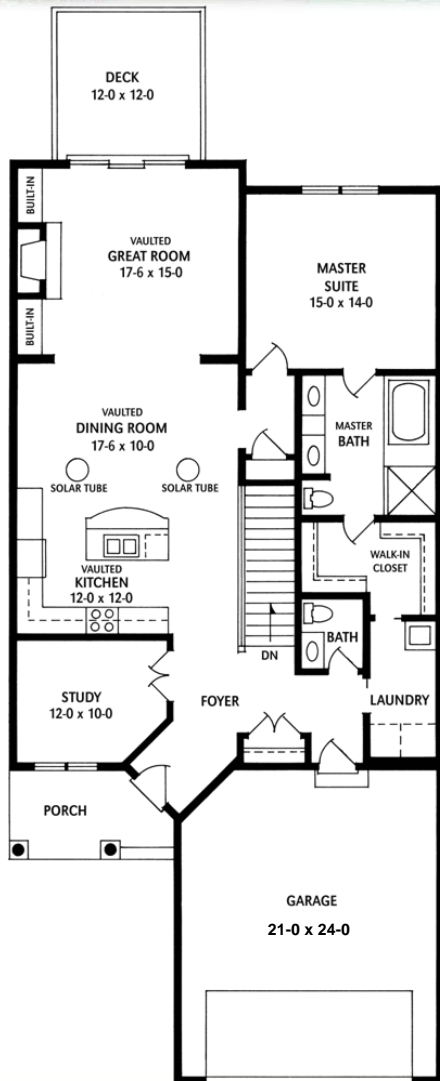 DECK
12-0 x 12-0
BUILT-IN
VAULTED
GREAT ROOM
17-6 x 15-0
MASTER
SUITE
15-0 x 14-0
BUILT-IN
VAULTED
DINING ROOM
17-6 x 10-0
MASTER
BATH
SOLAR TUBE
SOLAR TUBE
VAULTED
KITCHEN
12-0 x 12-0
WALK-IN
CLOSET
BATH
DN
STUDY
12-0 x 10-0
FOYER
LAUNDRY
PORCH
GARAGE
21-0 x 24-0